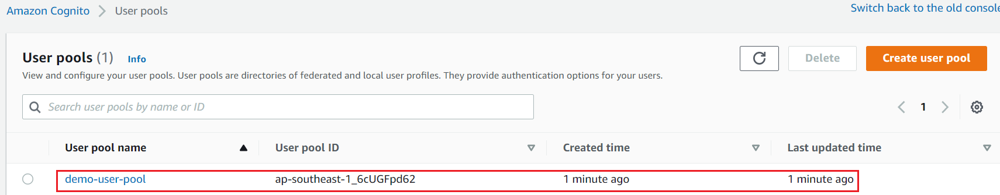 Amazon Cognito > User pools
Switch back to the old console
User pools (1) Info
Delete
Create user pool
View and configure your user pools. User pools are directories of federated and local user profiles. They provide authentication options for your users.
Search user pools by name or ID
1
User pool name User pool ID Created time Last updated time
demo-user-pool ap-southeast-1_6cUGFpd62 1 minute ago 1 minute ago